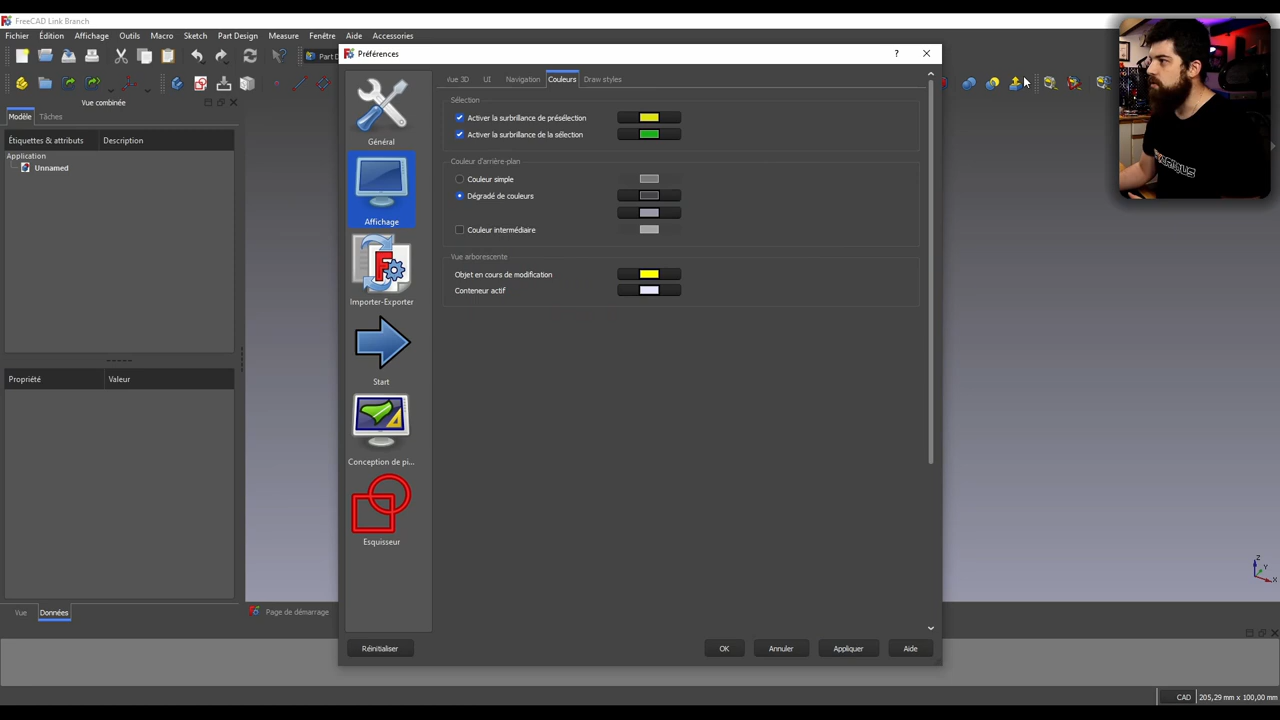 FreeCAD Link Branch
Fichier Édition Affichage Outils Macro Sketch Part Design Measure Fenêtre Aide Accessories
Préférences
?
Part D
Vue combinée
Modèle Tâches
Étiquettes & attributs Description
Application
Unnamed
Propriété Valeur
Vue Données
Page de démarrage
Général
Affichage
Importer-Exporter
Start
Conception de pi...
Esquisseur
Vue 3D UI Navigation Couleurs Draw styles
Sélection
Activer la surbrillance de présélection
Activer la surbrillance de la sélection
Couleur d'arrière-plan
Couleur simple
Dégradé de couleurs
Couleur intermédiaire
Vue arborescente
Objet en cours de modification
Conteneur actif
Réinitialiser OK Annuler Appliquer Aide
Z
Y
X
CAD 205,29 mm x 100,00 mm